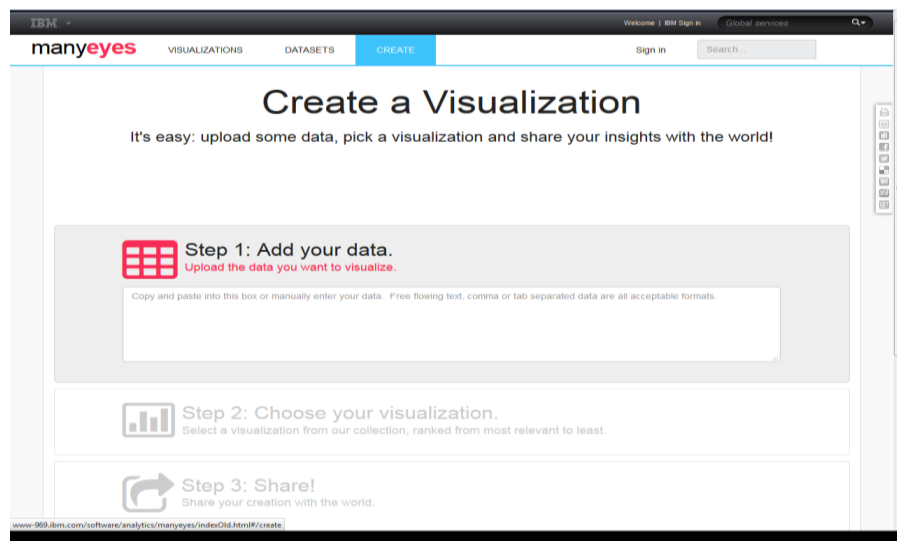 IBM
Welcome | IBM Sign in
Global services
manyeyes
VISUALIZATIONS
DATASETS
CREATE
Sign in
Search...
Create a Visualization
It's easy: upload some data, pick a visualization and share your insights with the world!
Step 1: Add your data.
Upload the data you want to visualize.
Copy and paste into this box or manually enter your data. Free flowing text, comma or tab separated data are all acceptable formats.
Step 2: Choose your visualization.
Select a visualization from our collection, ranked from most relevant to least.
Step 3: Share!
Share your creation with the world.
www-969.ibm.com/software/analytics/manyeyes/indexOld.html#/create